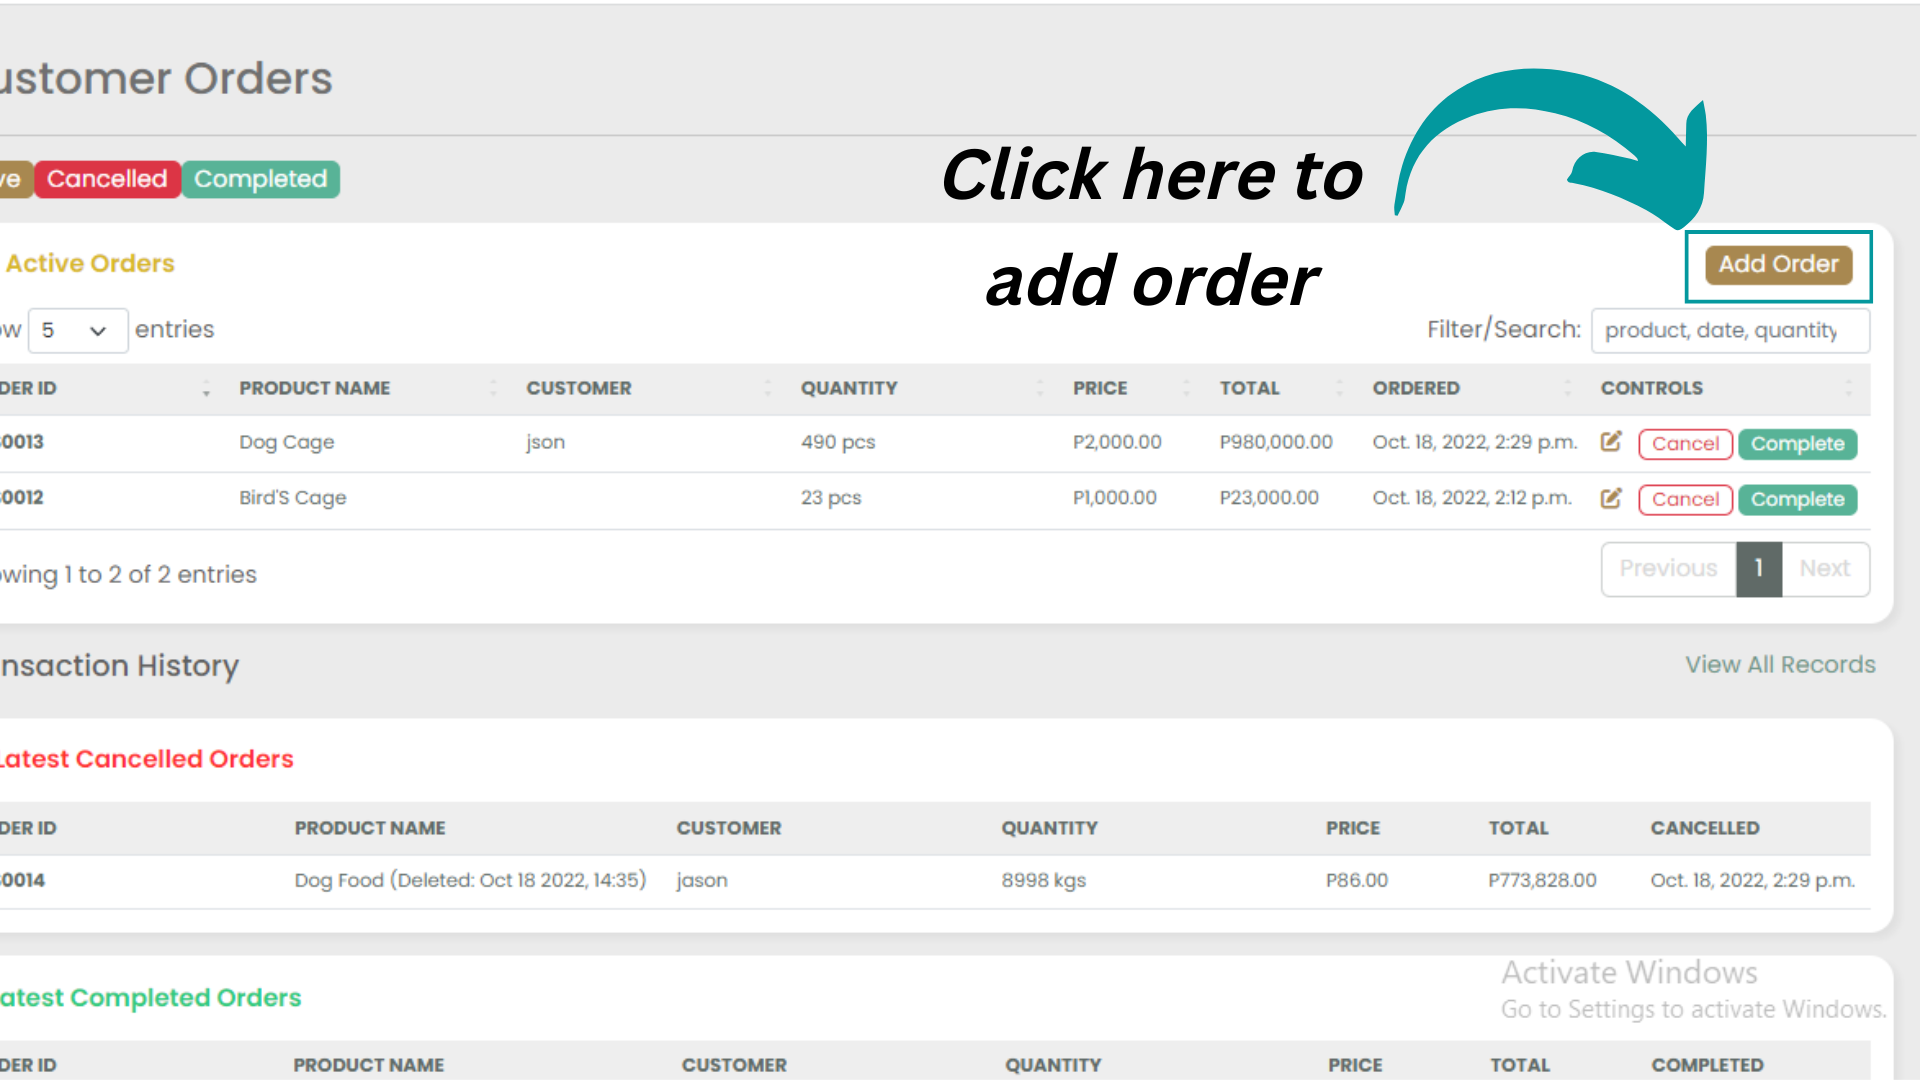 ustomer Orders
ve Cancelled Completed
Click here to
add order
Active Orders
Add Order
ow 5 entries
Filter/Search: product, date, quantity
DER ID PRODUCT NAME CUSTOMER QUANTITY PRICE TOTAL ORDERED CONTROLS
0013 Dog Cage json 490 pcs P2,000.00 P980,000.00 Oct. 18, 2022, 2:29 p.m. Cancel Complete
0012 Bird'S Cage 23 pcs P1,000.00 P23,000.00 Oct. 18, 2022, 2:12 p.m. Cancel Complete
owing 1 to 2 of 2 entries
Previous 1 Next
nsaction History
View All Records
Latest Cancelled Orders
DER ID PRODUCT NAME CUSTOMER QUANTITY PRICE TOTAL CANCELLED
0014 Dog Food (Deleted: Oct 18 2022, 14:35) jason 8998 kgs P86.00 P773,828.00 Oct. 18, 2022, 2:29 p.m.
atest Completed Orders
Activate Windows
Go to Settings to activate Windows.
DER ID PRODUCT NAME CUSTOMER QUANTITY PRICE TOTAL COMPLETED